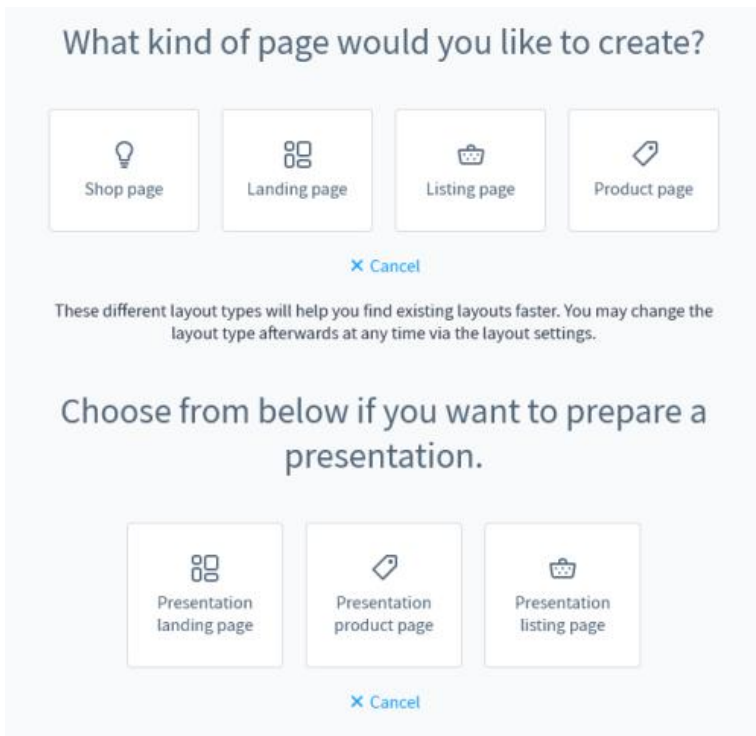 What kind of page would you like to create?
Shop page
Landing page
Listing page
Product page
✕ Cancel
These different layout types will help you find existing layouts faster. You may change the
layout type afterwards at any time via the layout settings.
Choose from below if you want to prepare a
presentation.
Presentation
landing page
Presentation
product page
Presentation
listing page
✕ Cancel